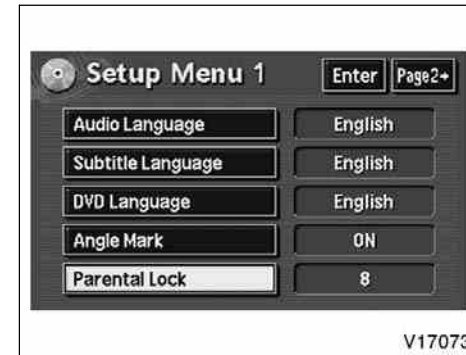 Setup Menu 1 Enter Page2→
Audio Language English
Subtitle Language English
DVD Language English
Angle Mark ON
Parental Lock 8
V17073